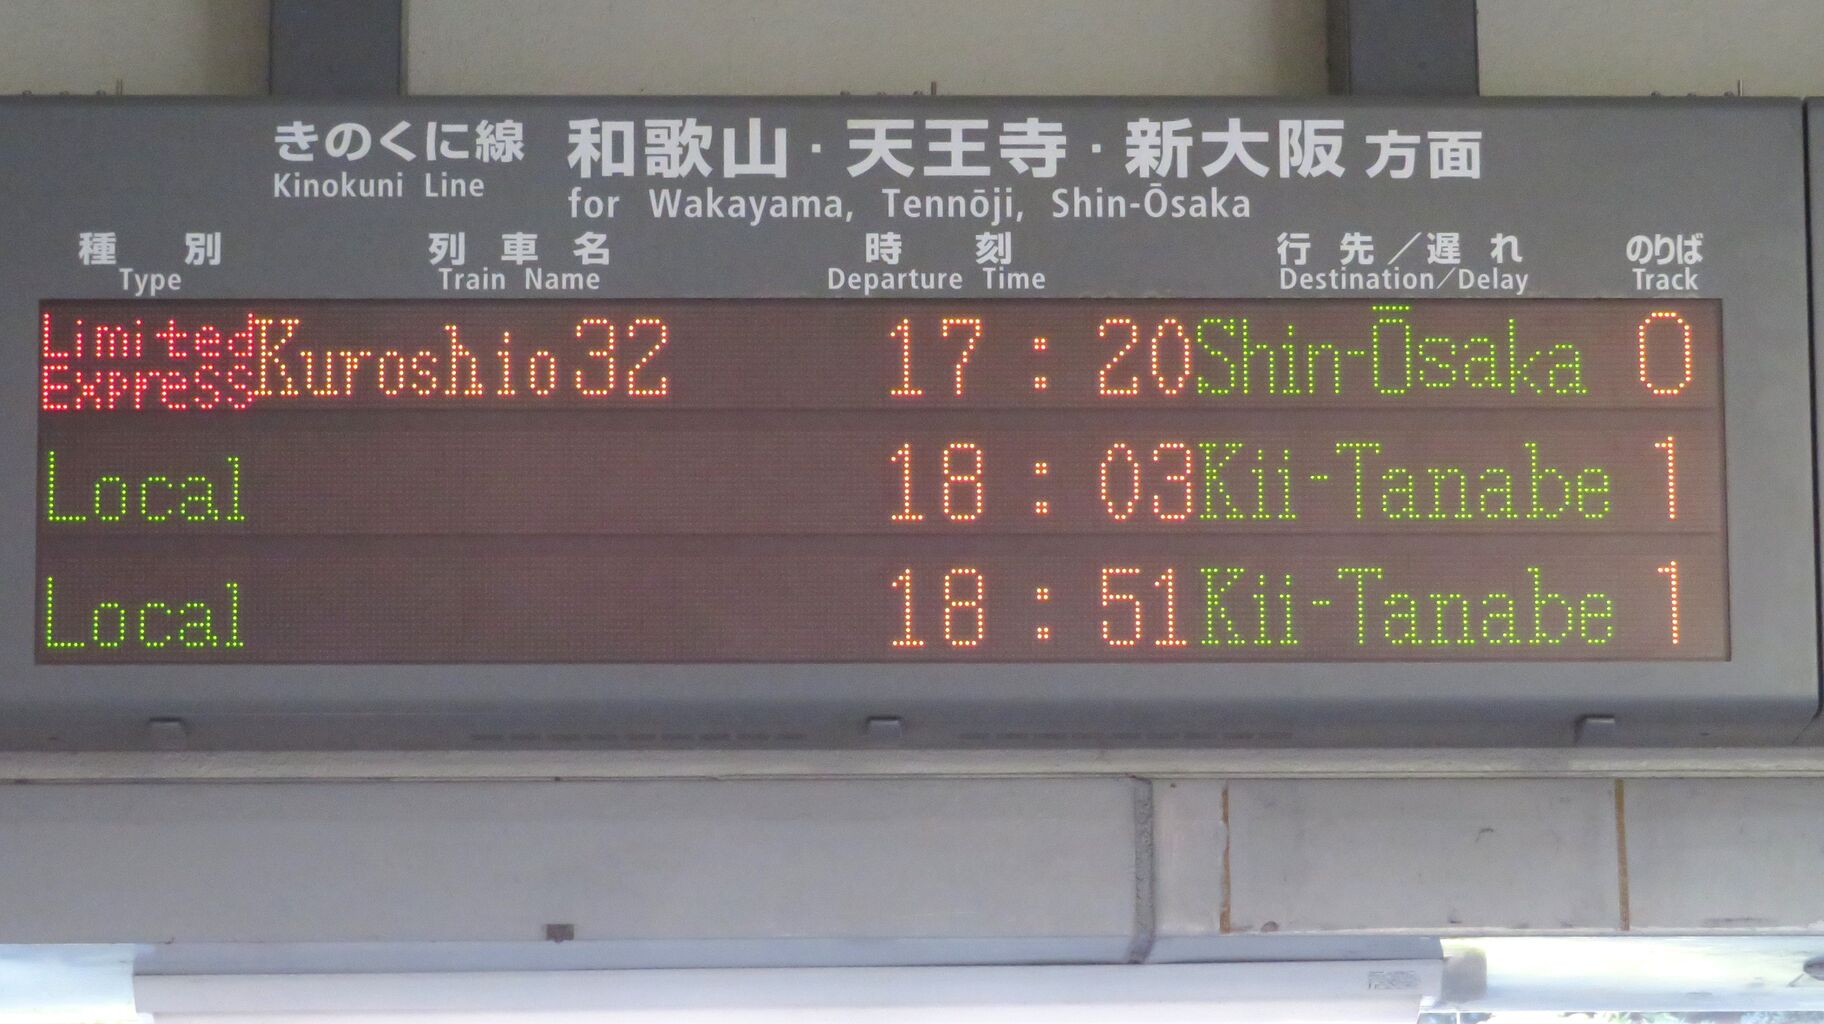 きのくに線 和歌山・天王寺・新大阪方面
Kinokuni Line for Wakayama, Tennōji, Shin-Ōsaka
種別 列車名 時刻 行先／遅れ のりば
Type Train Name Departure Time Destination/Delay Track
Limited Express Kuroshio 32 17:20 Shin-Ōsaka 0
Local 18:03 Kii-Tanabe 1
Local 18:51 Kii-Tanabe 1